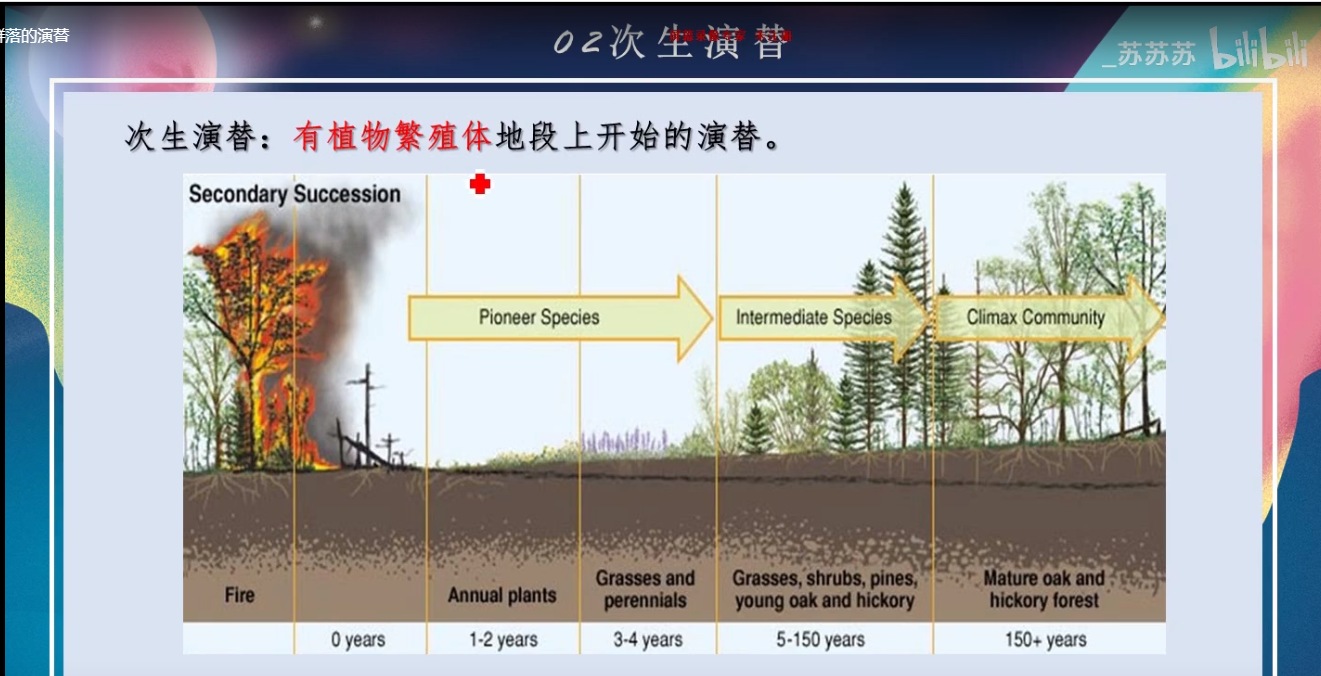 落的演替
02次生演替
_苏苏苏 bilibili
次生演替：有植物繁殖体地段上开始的演替。
Secondary Succession
Pioneer Species
Intermediate Species
Climax Community
Fire
Annual plants
Grasses and
perennials
Grasses, shrubs, pines,
young oak and hickory
Mature oak and
hickory forest
0 years
1-2 years
3-4 years
5-150 years
150+ years